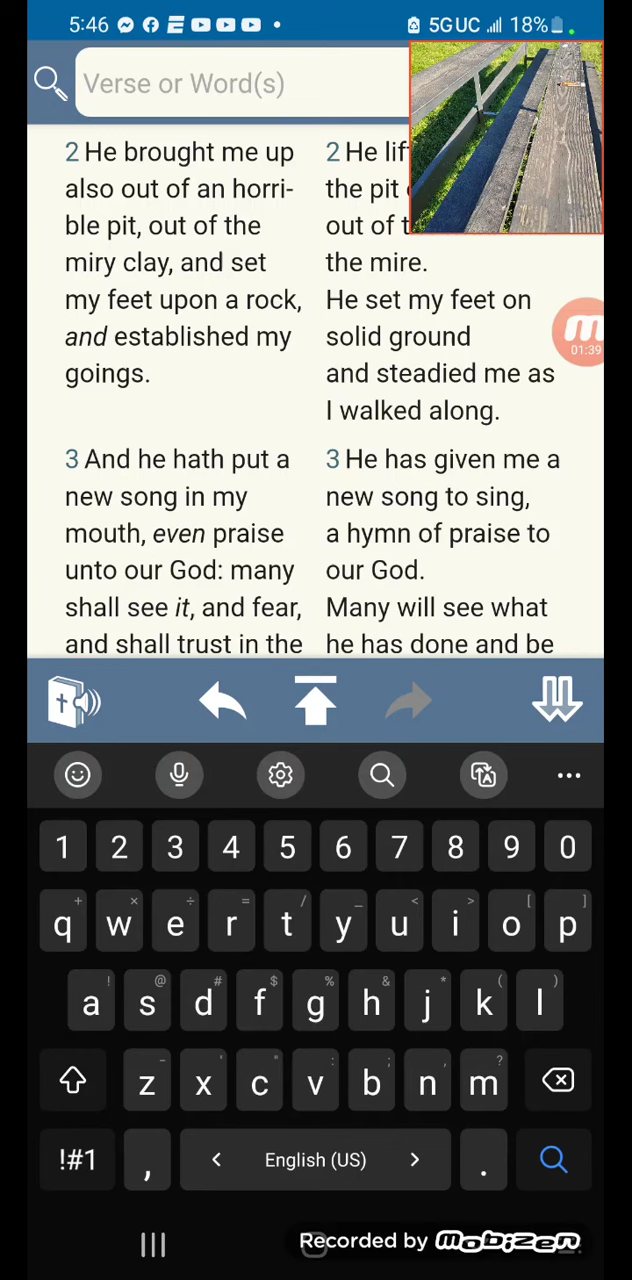 5:46 5GUC 18%
Verse or Word(s)
2 He brought me up
also out of an horri-
ble pit, out of the
miry clay, and set
my feet upon a rock,
and established my
goings.
3 And he hath put a
new song in my
mouth, even praise
unto our God: many
shall see it, and fear,
and shall trust in the
2 He lif
the pit
out of t
the mire.
He set my feet on
solid ground
and steadied me as
I walked along.
3 He has given me a
new song to sing,
a hymn of praise to
our God.
Many will see what
he has done and be
01:39
1 2 3 4 5 6 7 8 9 0
+ × ÷ = / _ < > [ ]
q w e r t y u i o p
! @ # $ % & * ( )
a s d f g h j k l
- ' " : ; , ?
z x c v b n m
!#1 , < English (US) > .
Recorded by mobizen